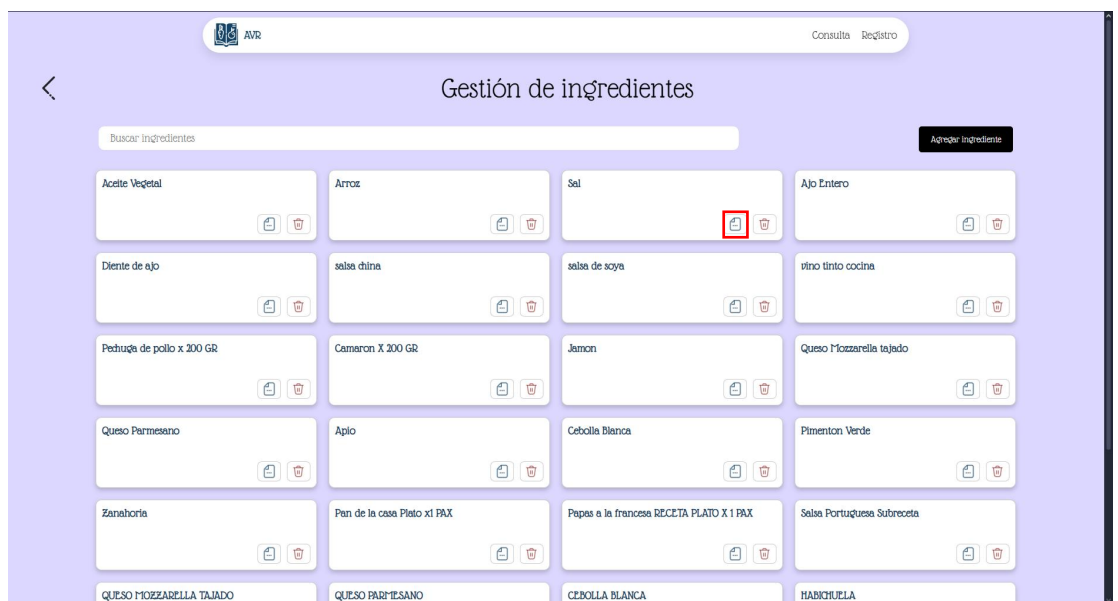 AVR
Consulta Registro
Gestión de ingredientes
Buscar ingredientes
Agregar ingrediente
Aceite Vegetal
Arroz
Sal
Ajo Entero
Diente de ajo
salsa china
salsa de soya
vino tinto cocina
Pechuga de pollo x 200 GR
Camaron X 200 GR
Jamon
Queso Mozzarella tajado
Queso Parmesano
Apio
Cebolla Blanca
Pimenton Verde
Zanahoria
Pan de la casa Plato x1 PAX
Papas a la francesa RECETA PLATO X 1 PAX
Salsa Portuguesa Subreceta
QUESO MOZZARELLA TAJADO
QUESO PARMESANO
CEBOLLA BLANCA
HABICHUELA